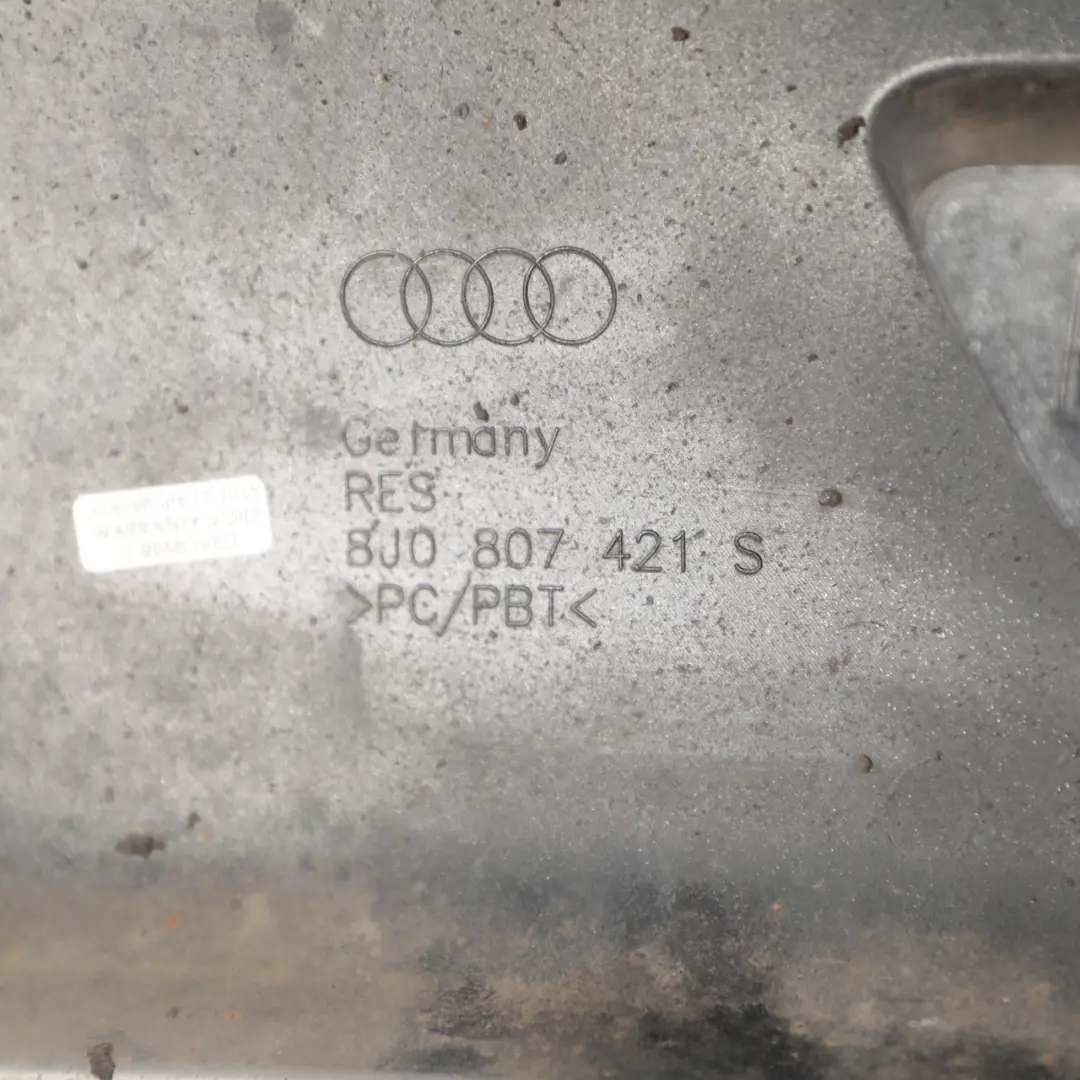 Germany
RES
8J0 807 421 S
>PC/PBT<
WARRANTY VOID
IF REMOVED